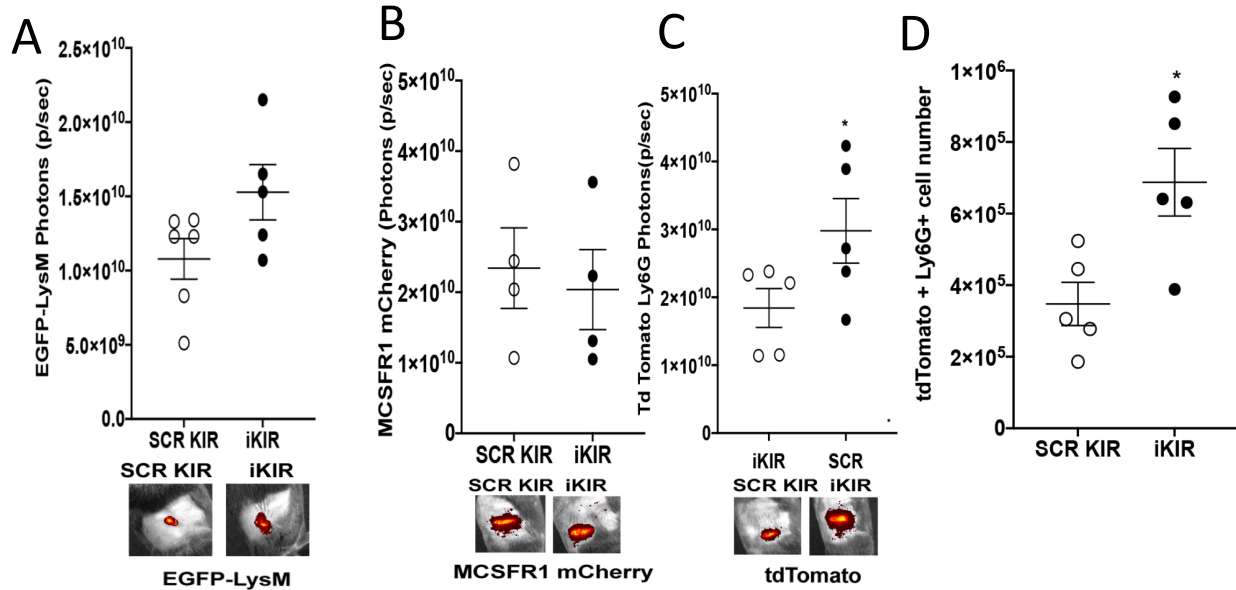 A
EGFP-LysM Photons (p/sec)
2.5×10¹⁰
2.0×10¹⁰
1.5×10¹⁰
1.0×10¹⁰
5.0×10⁹
0.0
SCR KIR iKIR
SCR KIR iKIR
EGFP-LysM
B
MCSFR1 mCherry (Photons (p/sec)
5×10¹⁰
4×10¹⁰
3×10¹⁰
2×10¹⁰
1×10¹⁰
0
SCR KIR iKIR
SCR KIR iKIR
MCSFR1 mCherry
C
Td Tomato Ly6G Photons(p/sec)
5×10¹⁰
4×10¹⁰
3×10¹⁰
2×10¹⁰
1×10¹⁰
0
*
iKIR SCR
SCR KIR iKIR
tdTomato
D
tdTomato + Ly6G+ cell number
1×10⁶
8×10⁵
6×10⁵
4×10⁵
2×10⁵
0
*
SCR KIR iKIR